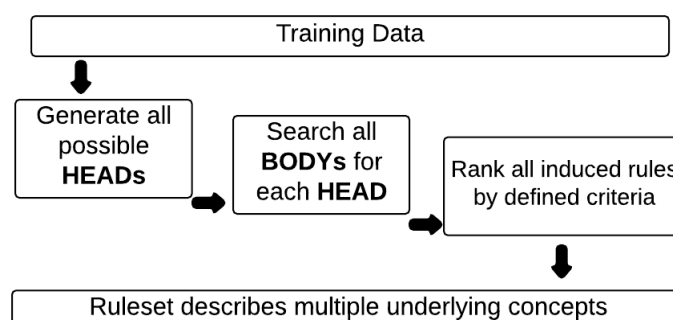 Training Data
Generate all
possible
HEADs
Search all
BODYs for
each HEAD
Rank all induced rules
by defined criteria
Ruleset describes multiple underlying concepts